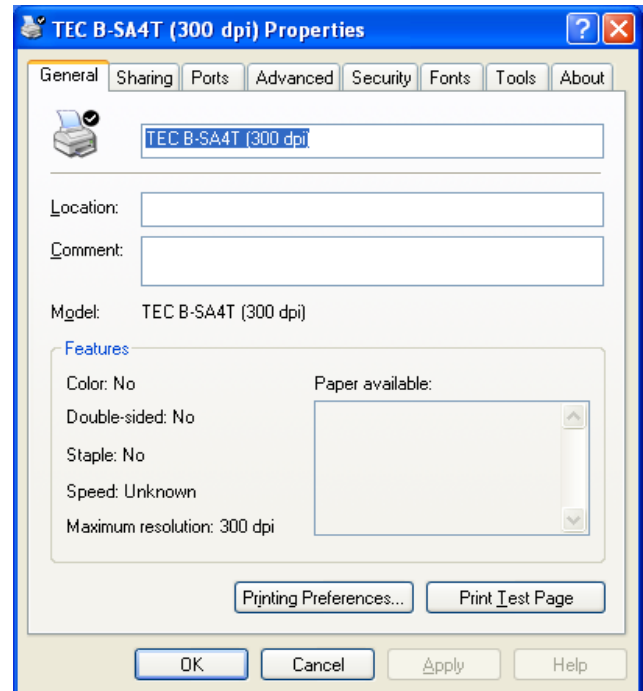 TEC B-SA4T (300 dpi) Properties
General Sharing Ports Advanced Security Fonts Tools About
TEC B-SA4T (300 dpi)
Location:
Comment:
Model: TEC B-SA4T (300 dpi)
Features
Color: No Paper available:
Double-sided: No
Staple: No
Speed: Unknown
Maximum resolution: 300 dpi
Printing Preferences... Print Test Page
OK Cancel Apply Help